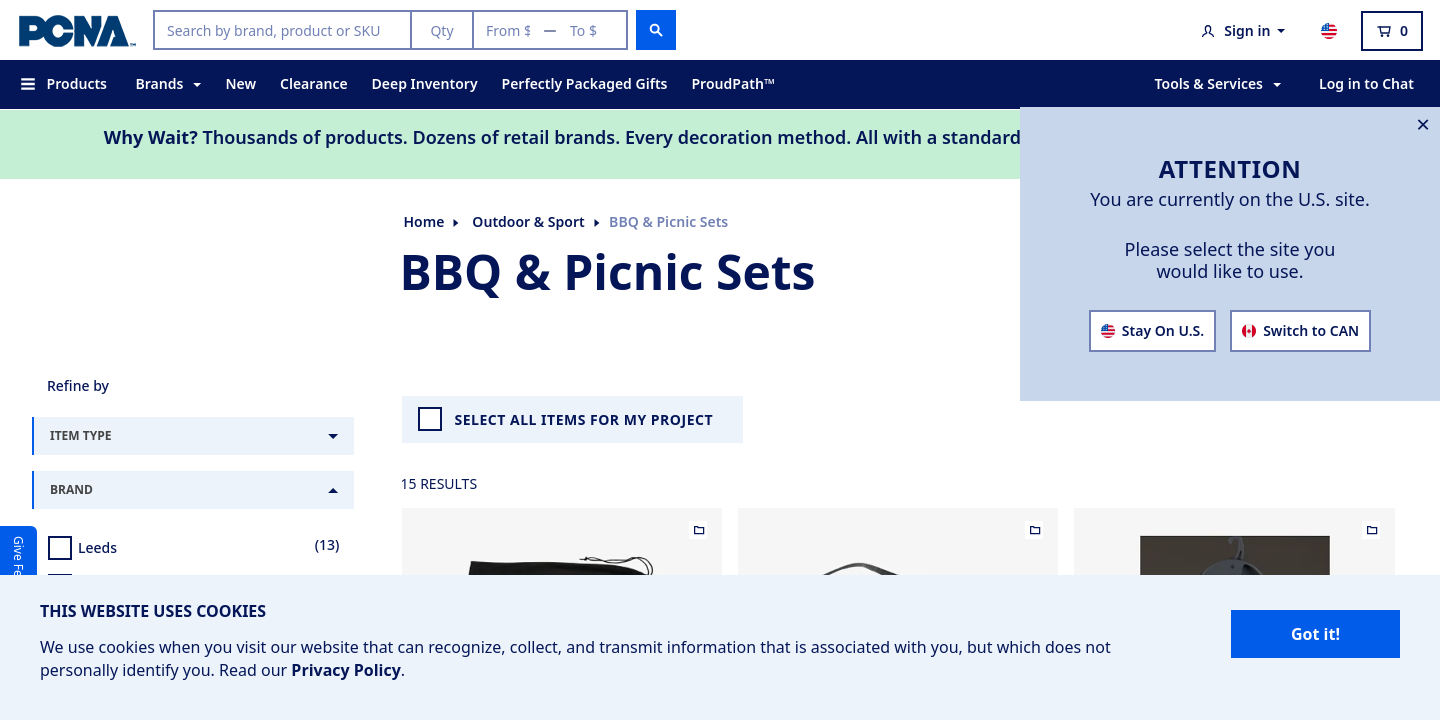 PCNA™
Search by brand, product or SKU
Qty
From $ — To $
Sign in
0
Products
Brands
New
Clearance
Deep Inventory
Perfectly Packaged Gifts
ProudPath™
Tools & Services
Log in to Chat
Why Wait? Thousands of products. Dozens of retail brands. Every decoration method. All with a standard
ATTENTION
You are currently on the U.S. site.
Please select the site you
would like to use.
Stay On U.S.
Switch to CAN
Home
Outdoor & Sport
BBQ & Picnic Sets
BBQ & Picnic Sets
Refine by
ITEM TYPE
BRAND
Leeds
(13)
SELECT ALL ITEMS FOR MY PROJECT
15 RESULTS
Give Fe
THIS WEBSITE USES COOKIES
We use cookies when you visit our website that can recognize, collect, and transmit information that is associated with you, but which does not
personally identify you. Read our Privacy Policy.
Got it!